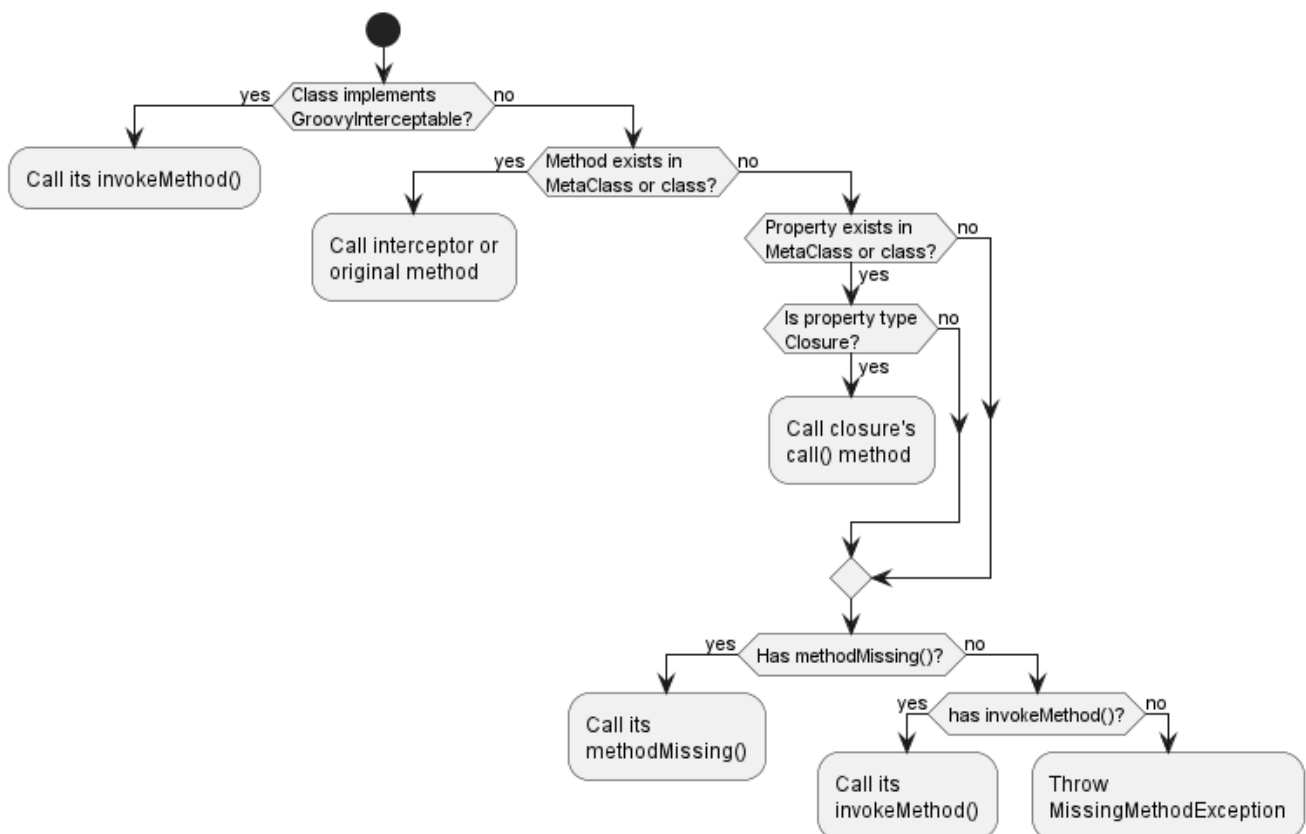 yes
Class implements
GroovyInterceptable?
no
Call its invokeMethod()
yes
Method exists in
MetaClass or class?
no
Call interceptor or
original method
Property exists in
MetaClass or class?
no
yes
Is property type
Closure?
no
yes
Call closure's
call() method
yes
Has methodMissing()?
no
Call its
methodMissing()
yes
has invokeMethod()?
no
Call its
invokeMethod()
Throw
MissingMethodException